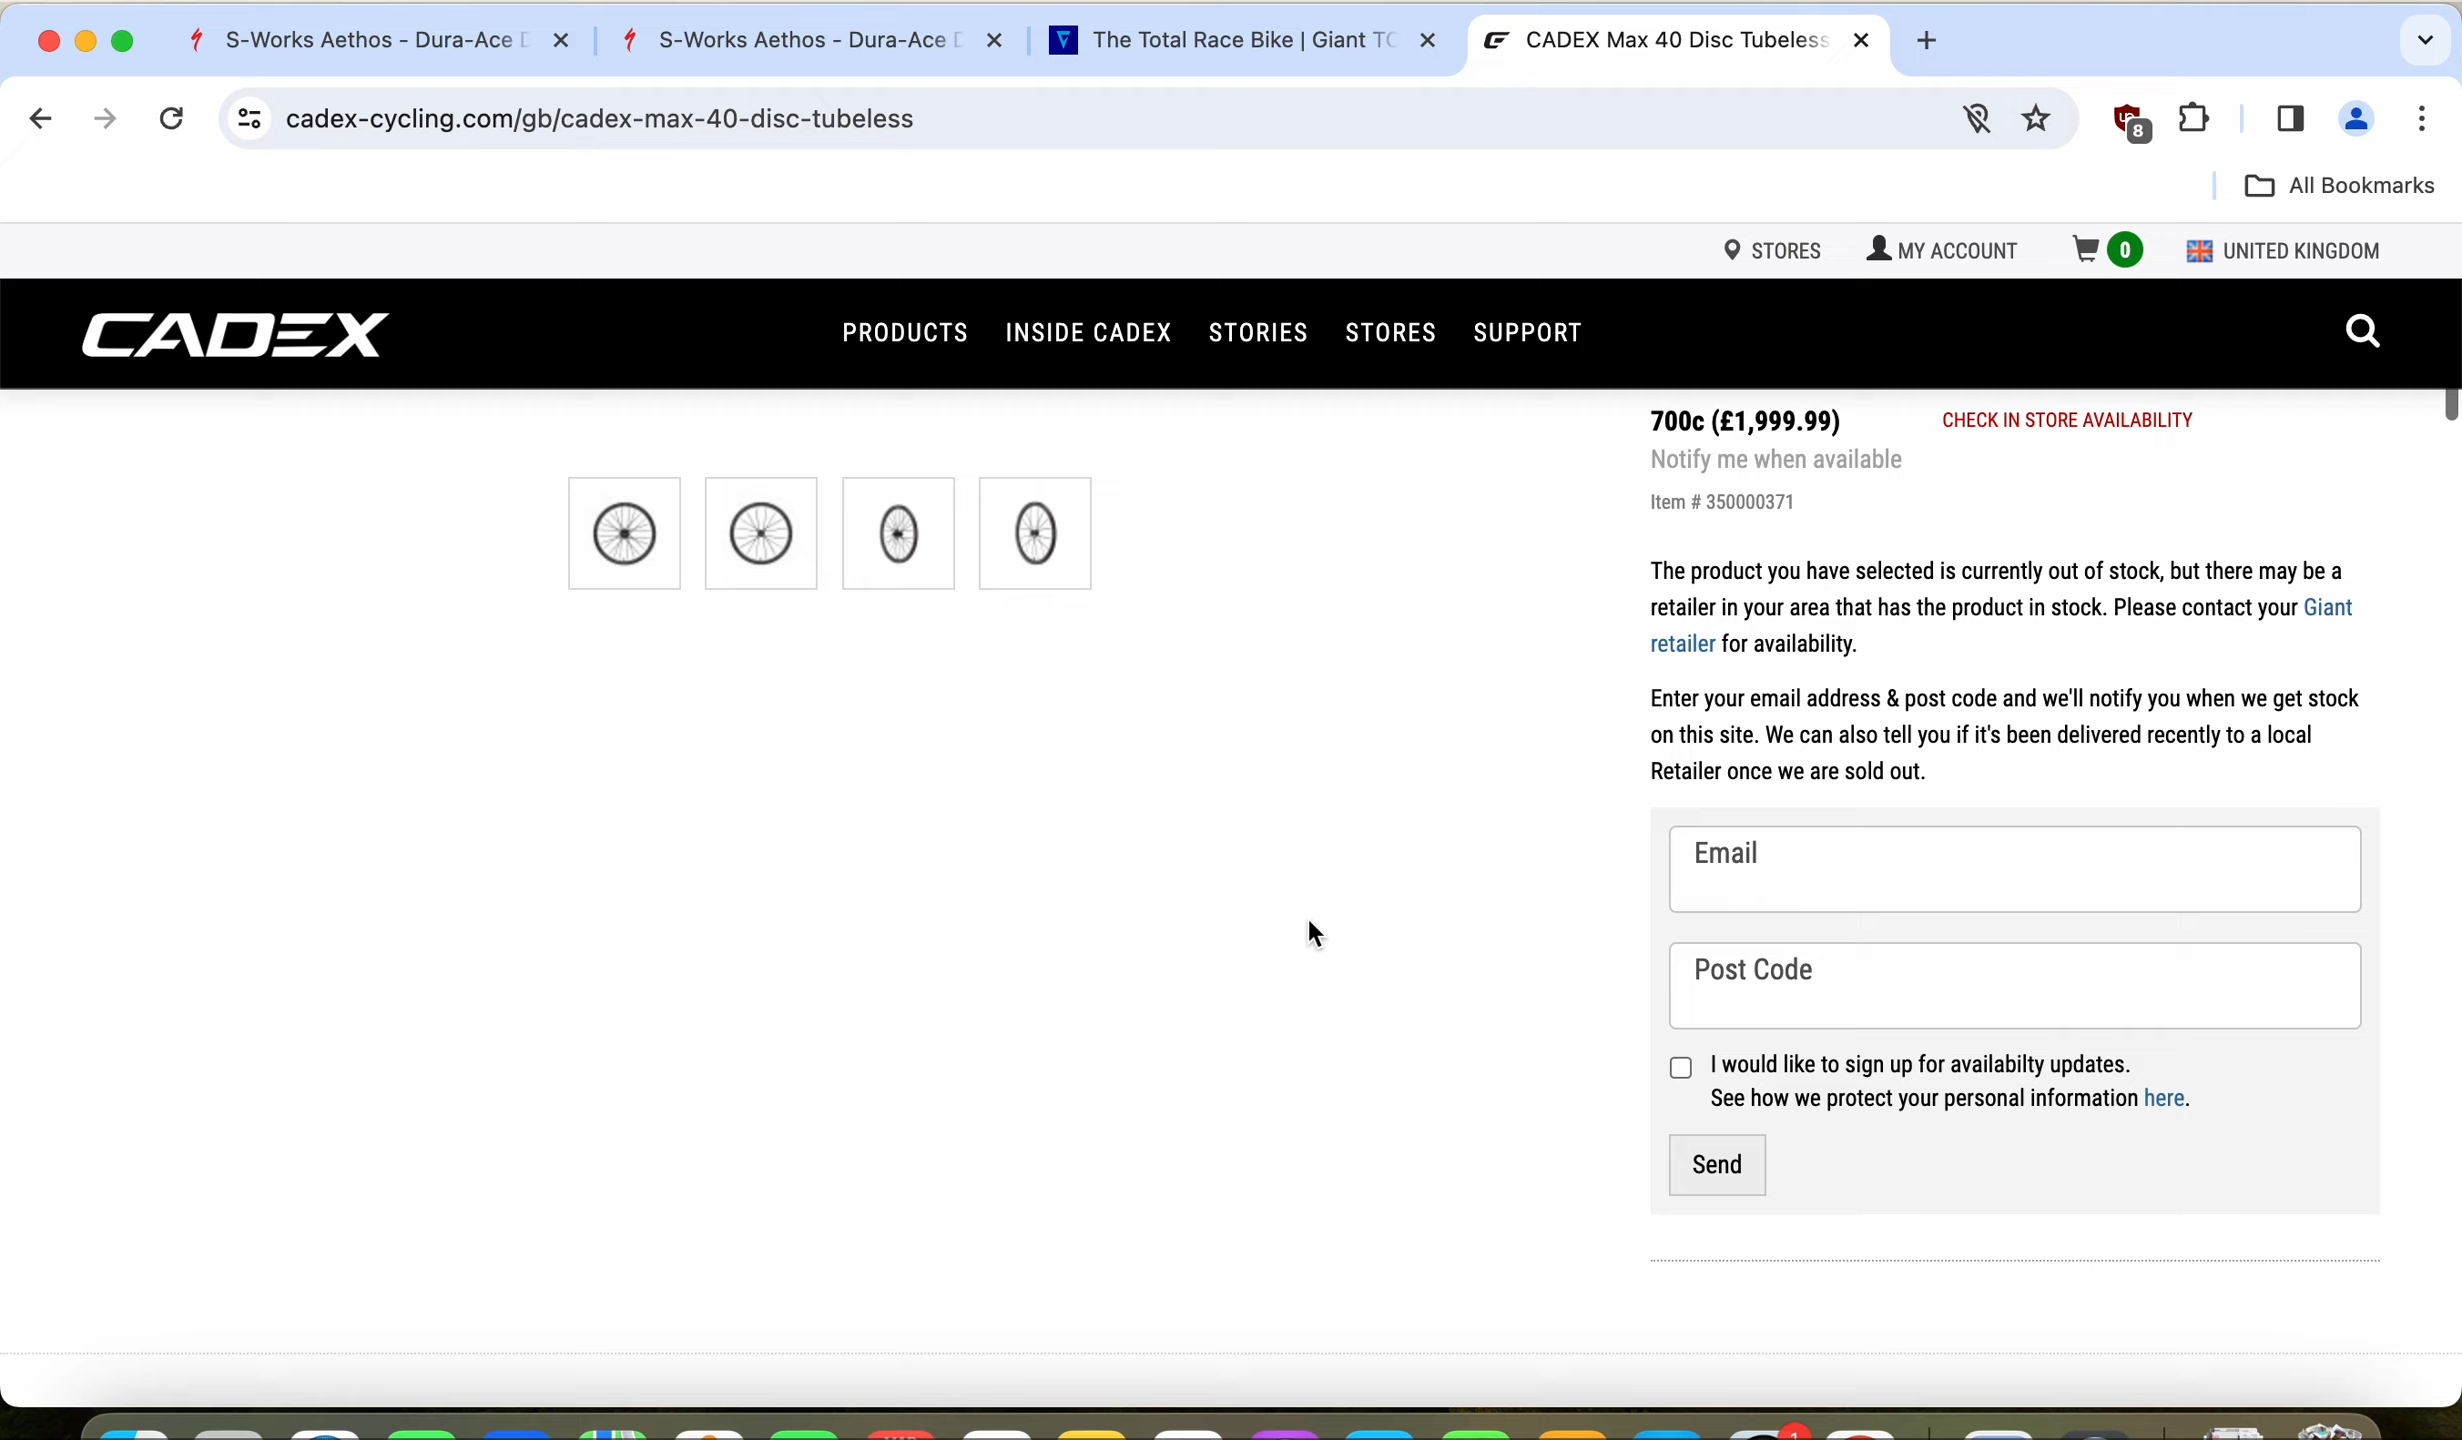 S-Works Aethos - Dura-Ace D
S-Works Aethos - Dura-Ace D
The Total Race Bike | Giant TC
CADEX Max 40 Disc Tubeless
cadex-cycling.com/gb/cadex-max-40-disc-tubeless
8
All Bookmarks
STORES MY ACCOUNT 0 UNITED KINGDOM
CADEX PRODUCTS INSIDE CADEX STORIES STORES SUPPORT
700c (£1,999.99) CHECK IN STORE AVAILABILITY
Notify me when available
Item # 350000371
The product you have selected is currently out of stock, but there may be a
retailer in your area that has the product in stock. Please contact your Giant
retailer for availability.
Enter your email address & post code and we'll notify you when we get stock
on this site. We can also tell you if it's been delivered recently to a local
Retailer once we are sold out.
Email
Post Code
I would like to sign up for availabilty updates.
See how we protect your personal information here.
Send
1